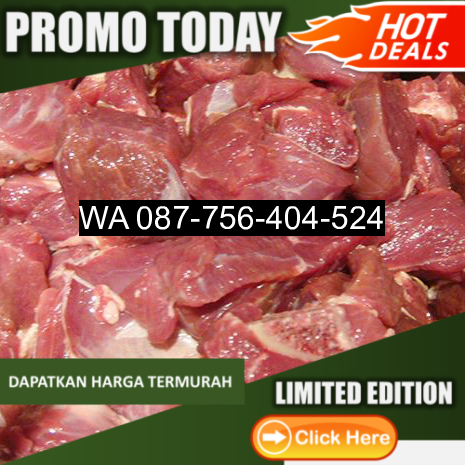 PROMO TODAY
HOT
DEALS
WA 087-756-404-524
DAPATKAN HARGA TERMURAH
LIMITED EDITION
Click Here